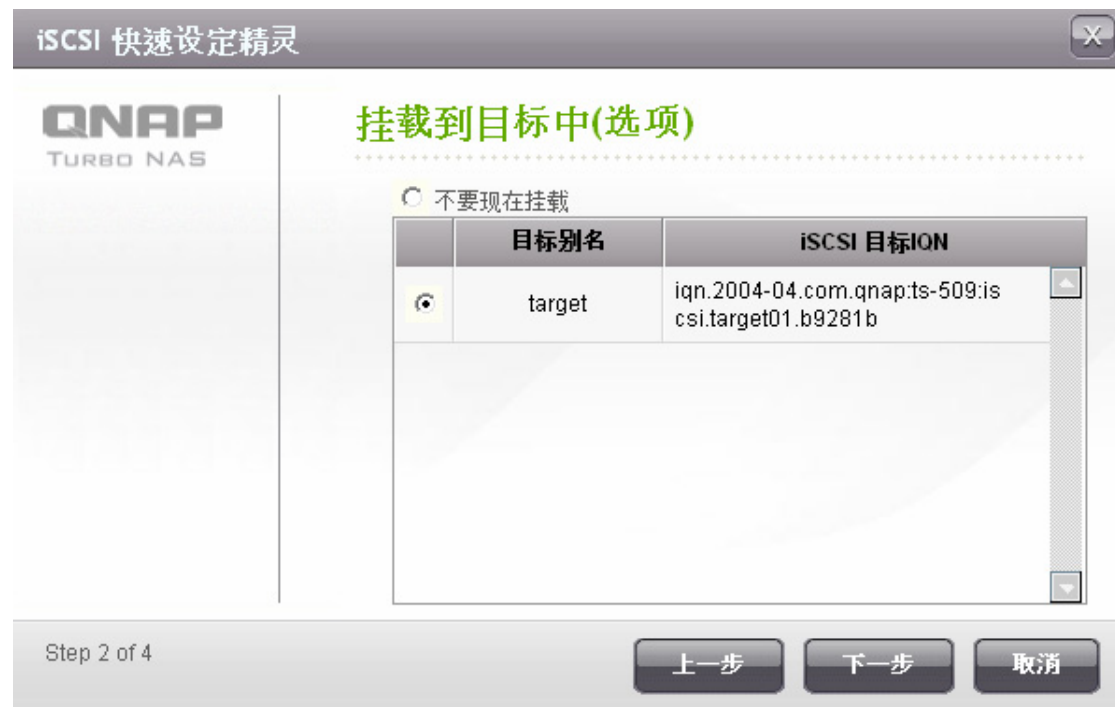 iSCSI 快速设定精灵
X
QNAP
TURBO NAS
挂载到目标中(选项)
不要现在挂载
目标别名 iSCSI 目标IQN
target iqn.2004-04.com.qnap:ts-509:is
csi.target01.b9281b
Step 2 of 4
上一步 下一步 取消